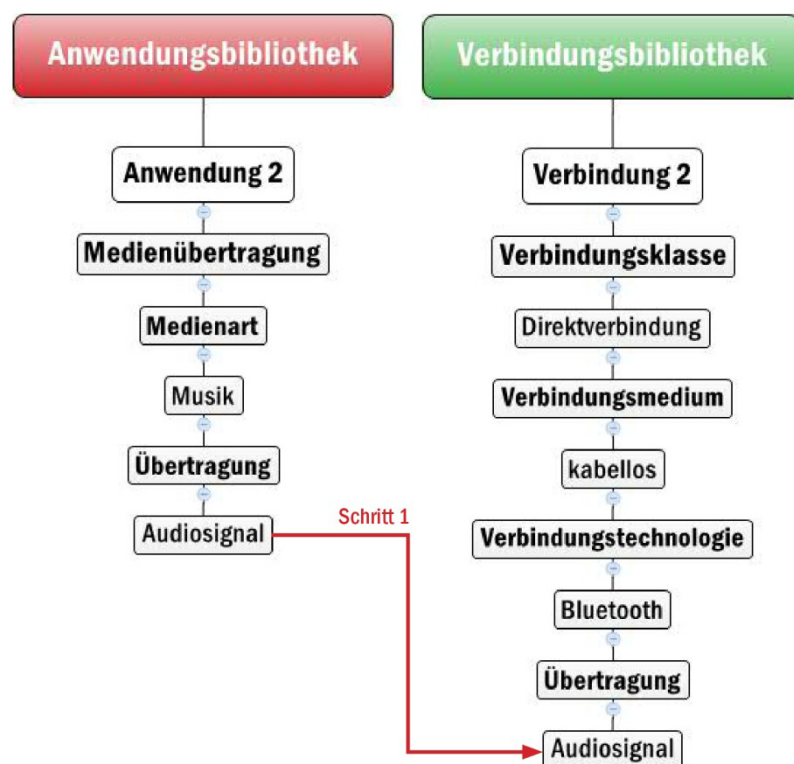 Anwendungsbibliothek
Anwendung 2
Medienübertragung
Medienart
Musik
Übertragung
Audiosignal
Schritt 1
Verbindungsbibliothek
Verbindung 2
Verbindungsklasse
Direktverbindung
Verbindungsmedium
kabellos
Verbindungstechnologie
Bluetooth
Übertragung
Audiosignal